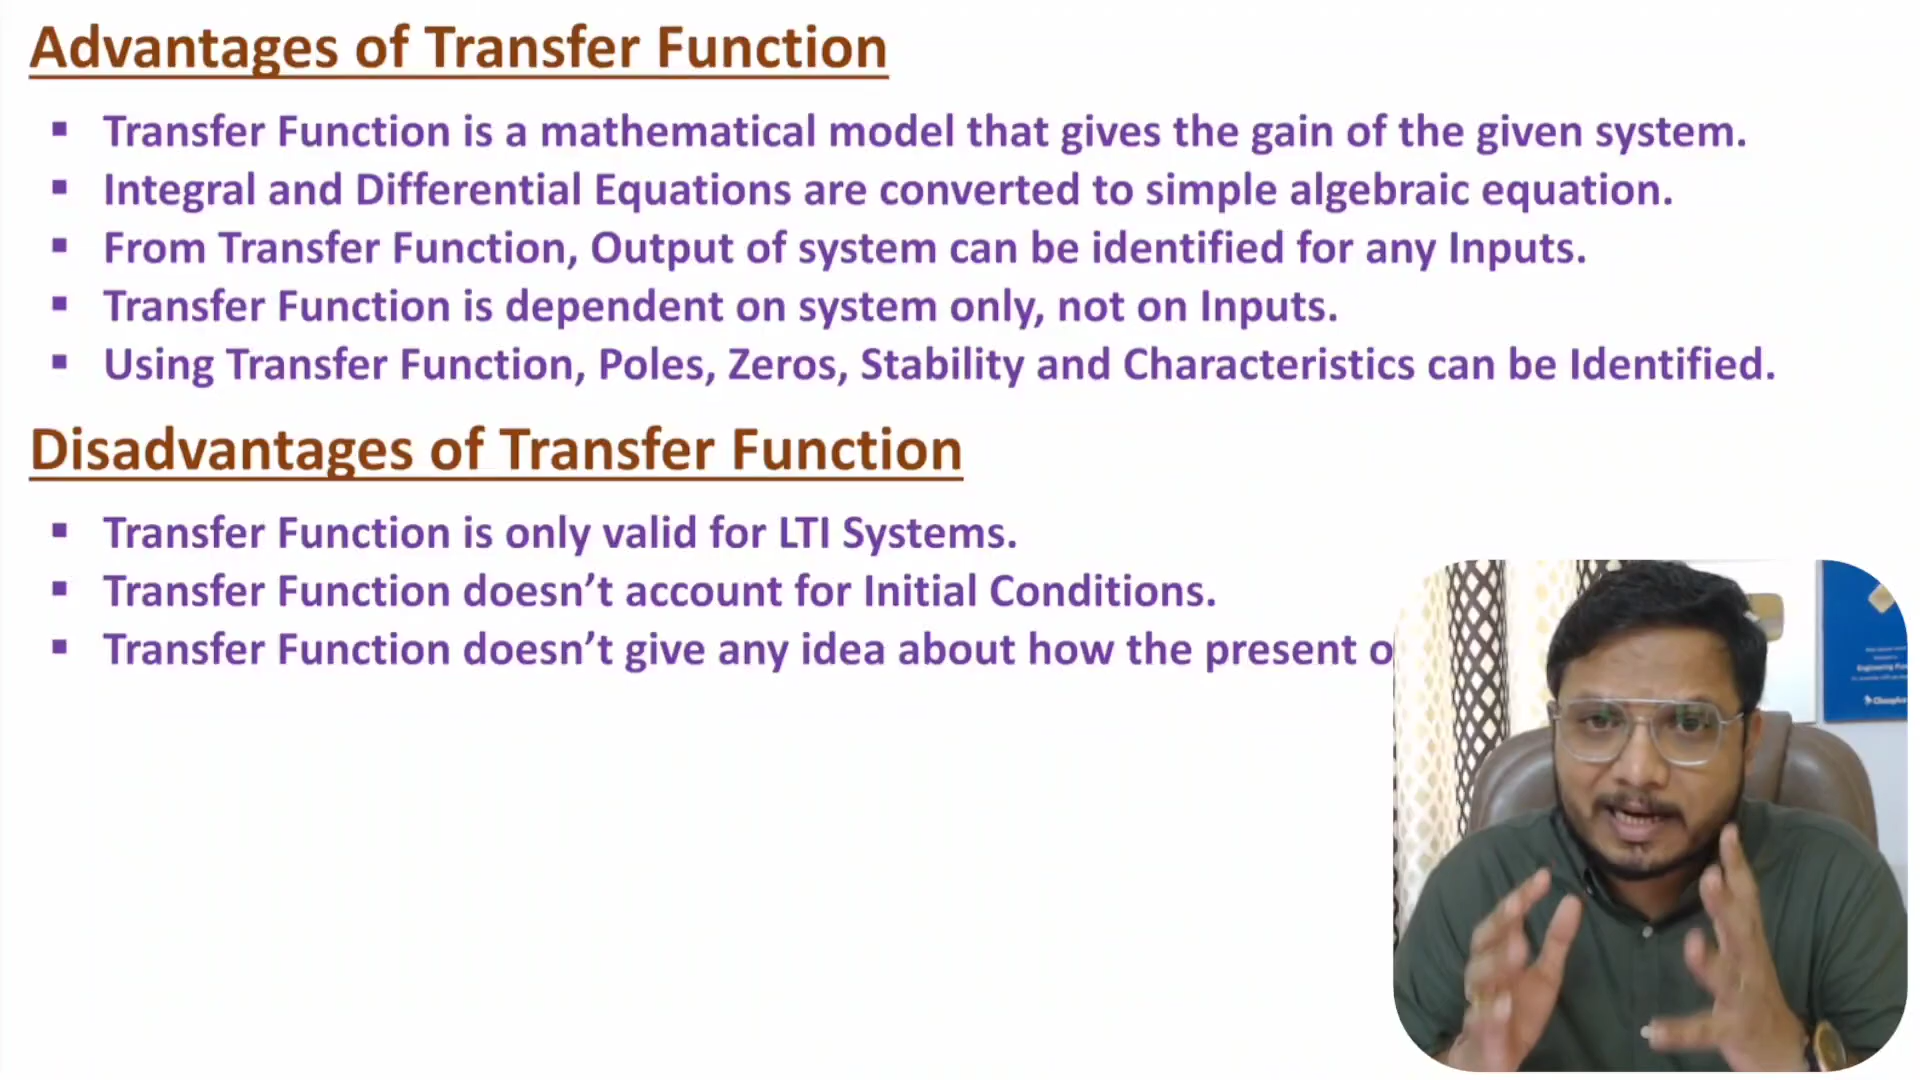 Advantages of Transfer Function
▪ Transfer Function is a mathematical model that gives the gain of the given system.
▪ Integral and Differential Equations are converted to simple algebraic equation.
▪ From Transfer Function, Output of system can be identified for any Inputs.
▪ Transfer Function is dependent on system only, not on Inputs.
▪ Using Transfer Function, Poles, Zeros, Stability and Characteristics can be Identified.
Disadvantages of Transfer Function
▪ Transfer Function is only valid for LTI Systems.
▪ Transfer Function doesn’t account for Initial Conditions.
▪ Transfer Function doesn’t give any idea about how the present